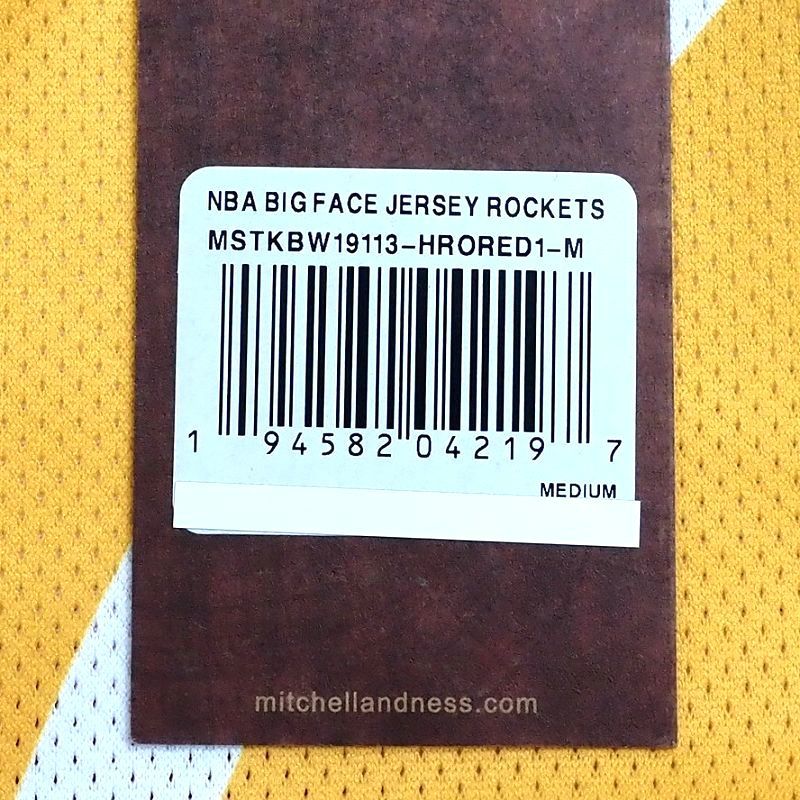 NBA BIG FACE JERSEY ROCKETS
MSTKBW19113-HRORED1-M
1 94582 04219 7
MEDIUM
mitchellandness.com